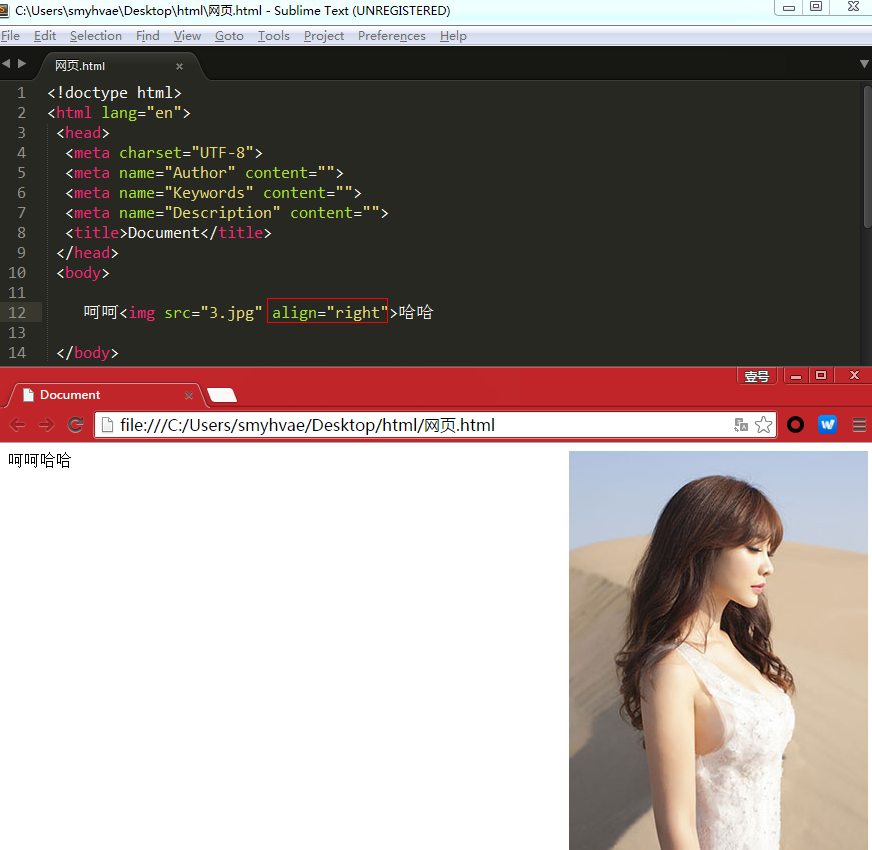 C:\Users\smyhvae\Desktop\html\网页.html - Sublime Text (UNREGISTERED)
File Edit Selection Find View Goto Tools Project Preferences Help
网页.html
1 <!doctype html>
2 <html lang="en">
3 <head>
4 <meta charset="UTF-8">
5 <meta name="Author" content="">
6 <meta name="Keywords" content="">
7 <meta name="Description" content="">
8 <title>Document</title>
9 </head>
10 <body>
11
12 呵呵<img src="3.jpg" align="right">哈哈
13
14 </body>
壹号
Document
file:///C:/Users/smyhvae/Desktop/html/网页.html
W
呵呵哈哈